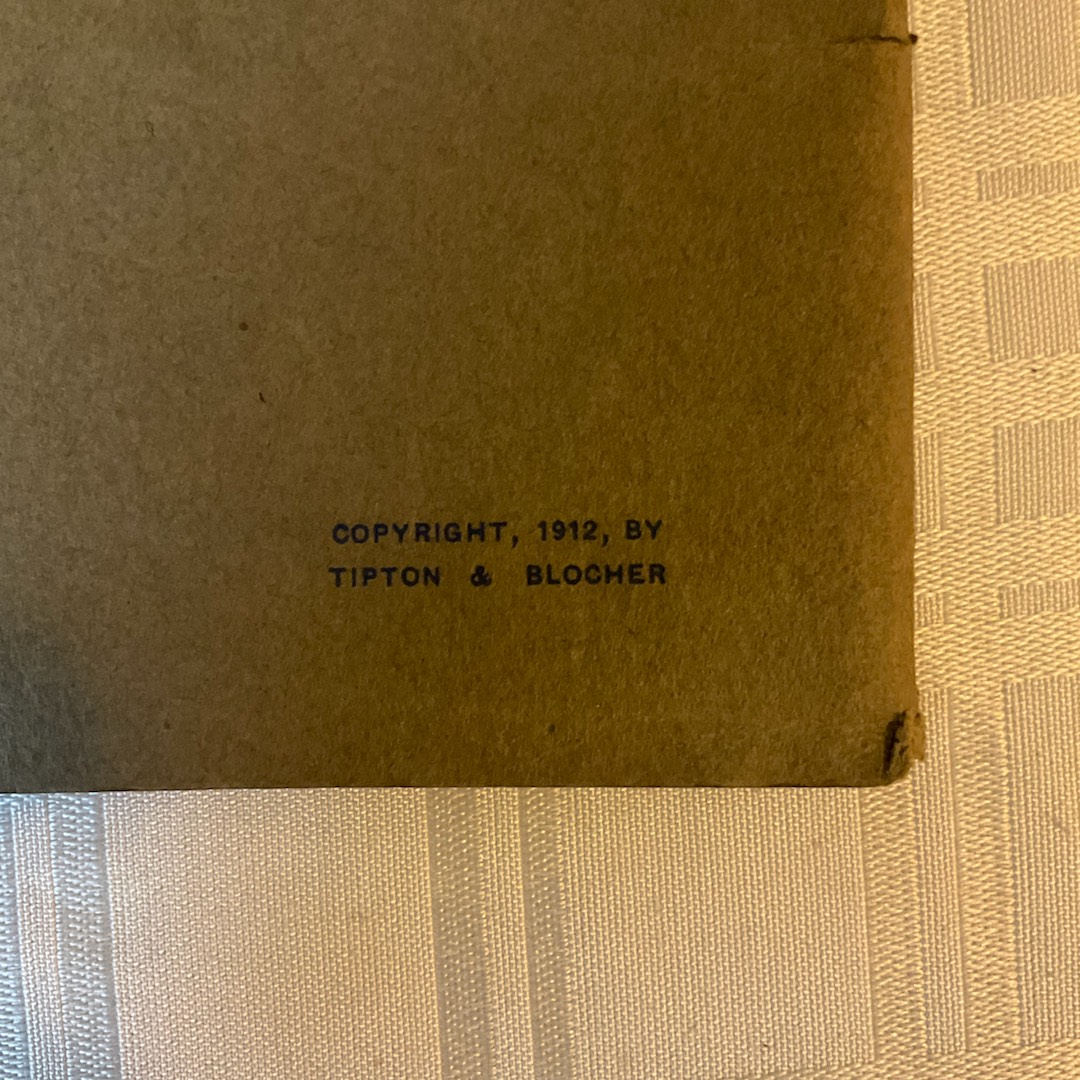 COPYRIGHT, 1912, BY
TIPTON & BLOCHER